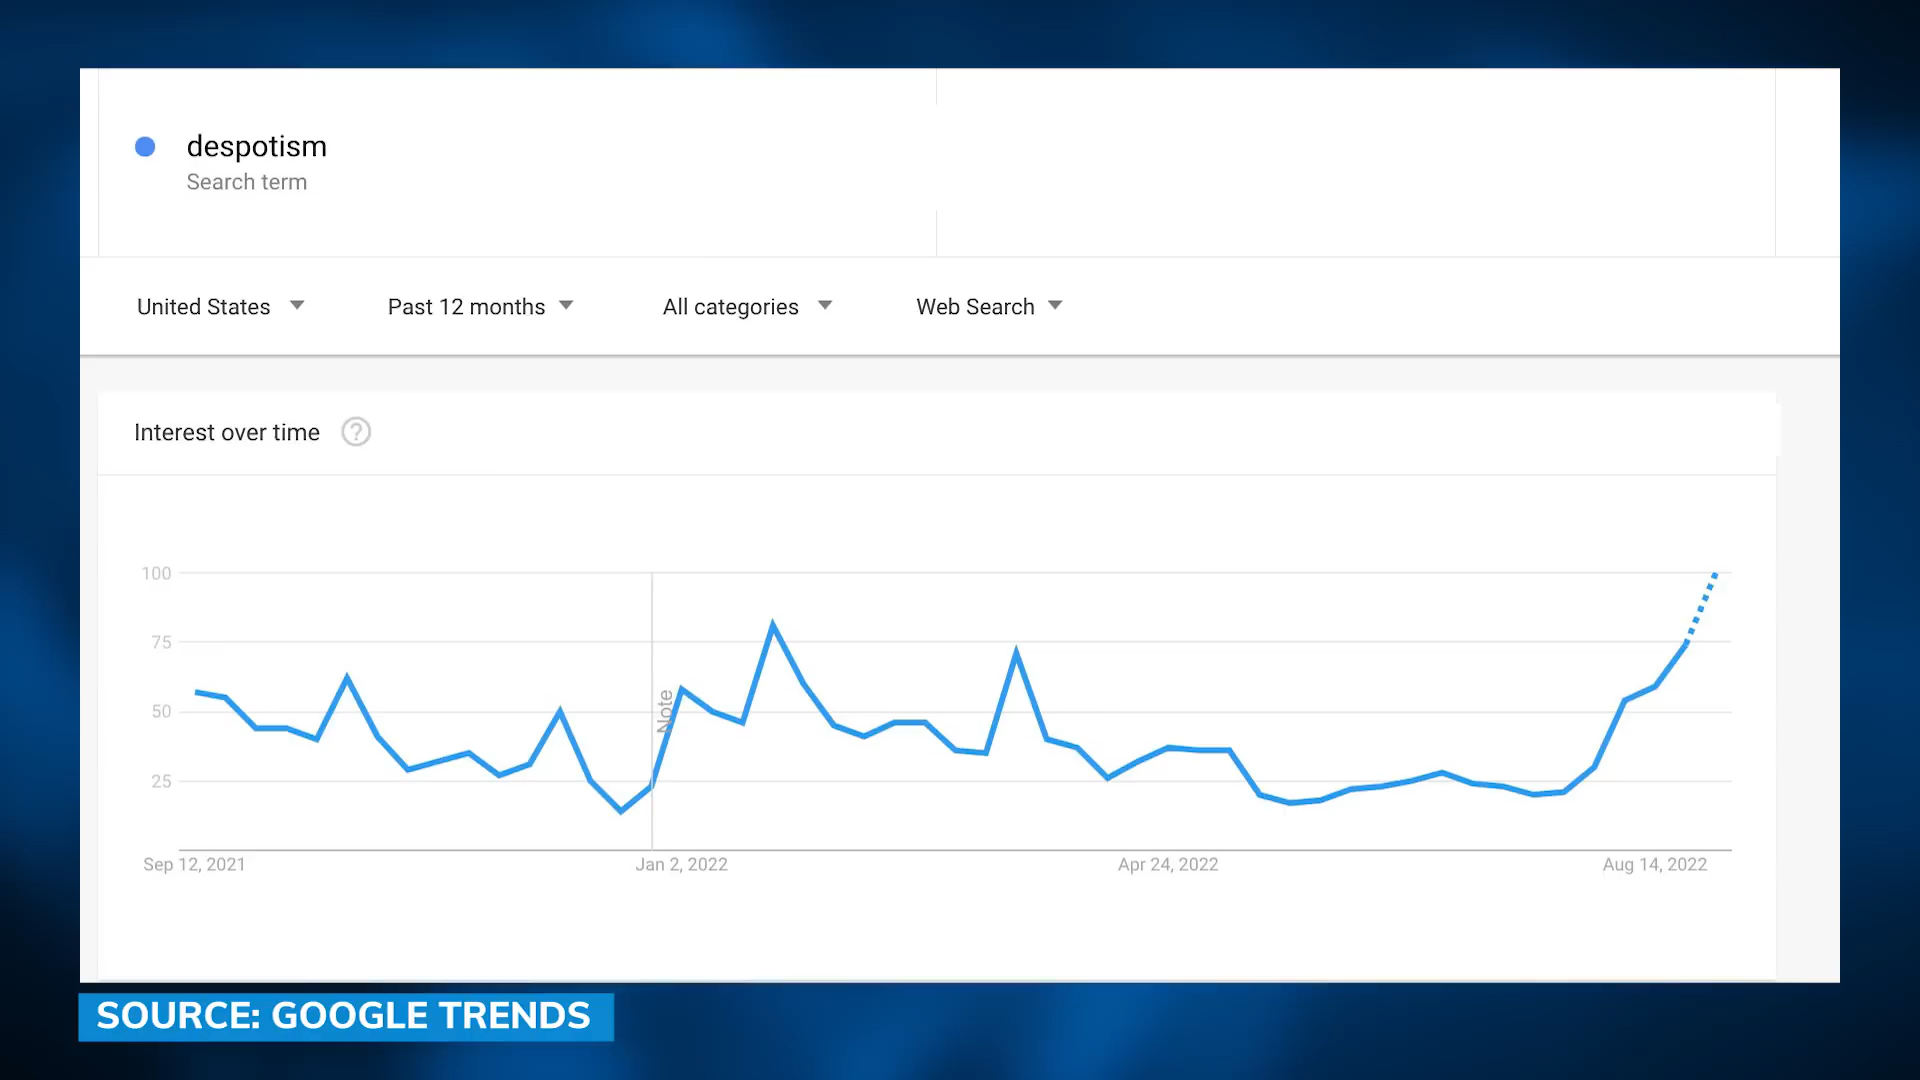 despotism
Search term
United States
Past 12 months
All categories
Web Search
Interest over time ?
100
75
50
25
Note
Sep 12, 2021
Jan 2, 2022
Apr 24, 2022
Aug 14, 2022
SOURCE: GOOGLE TRENDS